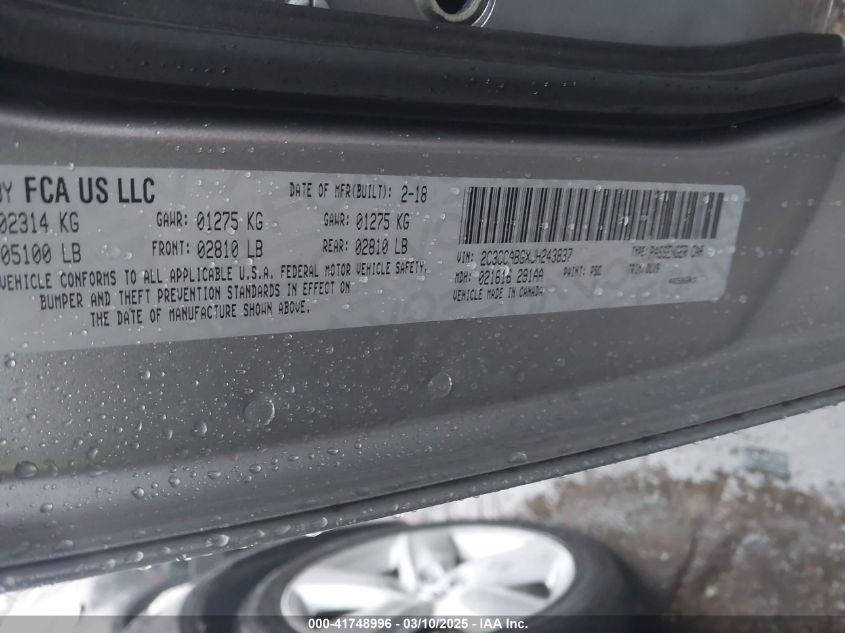 BY FCA US LLC DATE OF MFR(BUILT): 2-18
02314 KG GAWR: 01275 KG GAWR: 01275 KG
05100 LB FRONT: 02810 LB REAR: 02810 LB
VEHICLE CONFORMS TO ALL APPLICABLE U.S.A. FEDERAL MOTOR VEHICLE SAFETY,
BUMPER AND THEFT PREVENTION STANDARDS IN EFFECT ON
THE DATE OF MANUFACTURE SHOWN ABOVE.
VIN: 2C3CCABGXJH243837 TYPE: PASSENGER CAR
MDH: 021616 291AA PAINT: PSC TRIM: DLV9
VEHICLE MADE IN CANADA
000-41748996 — 03/10/2025 — IAA Inc.